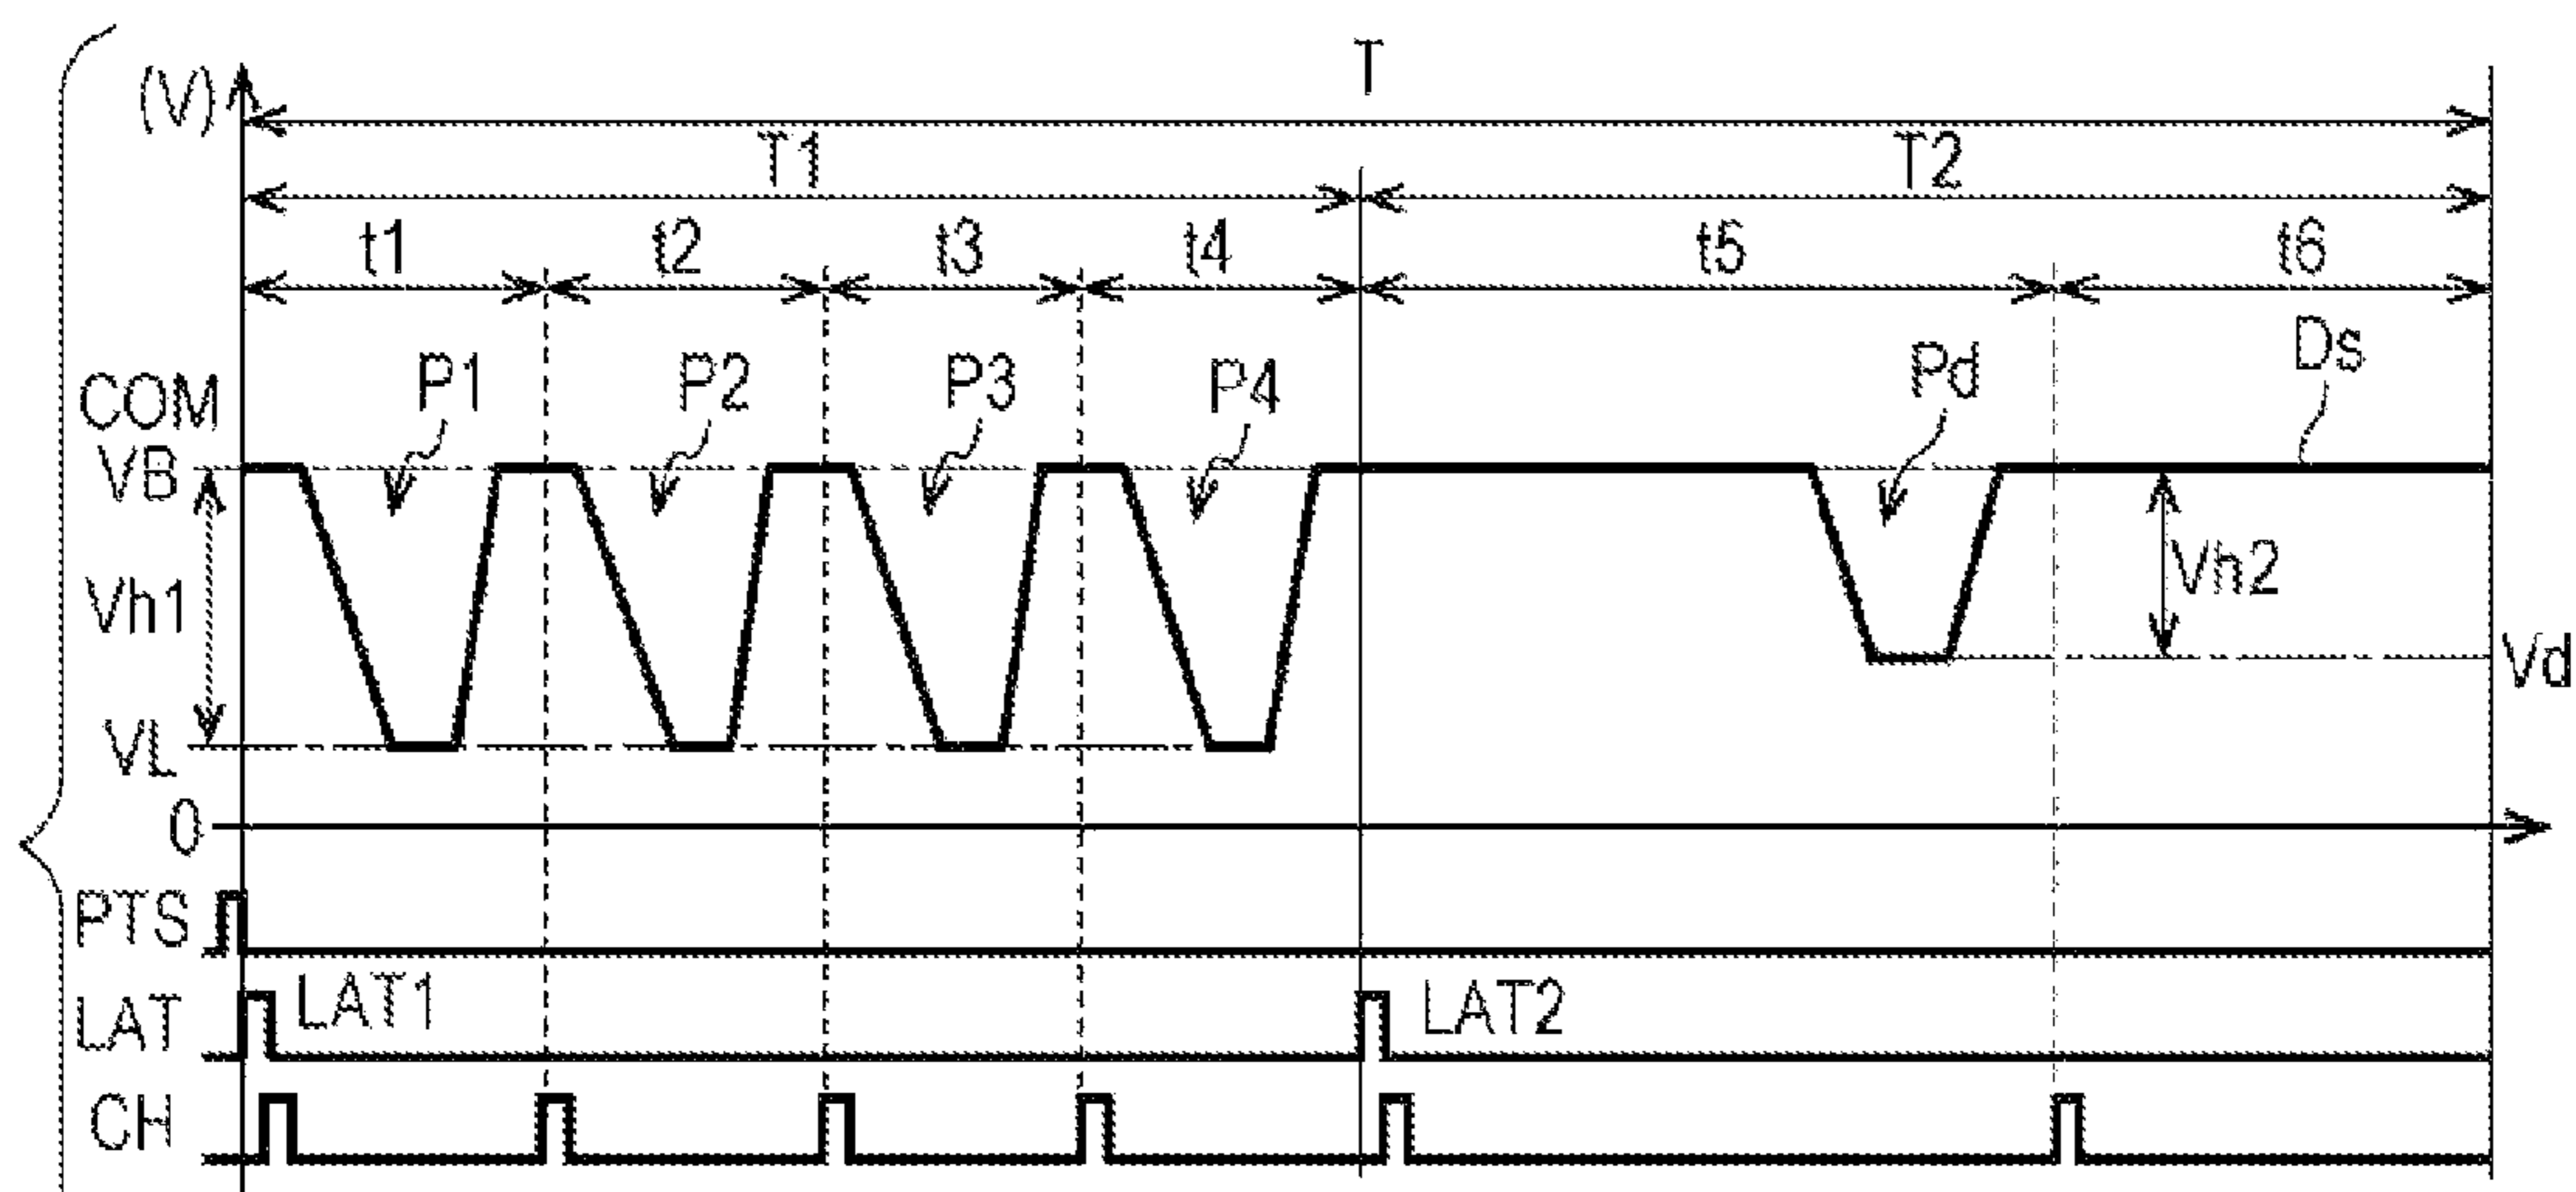 T
(V)
T1 T2
t1 t2 t3 t4 t5 t6
P1 P2 P3 P4 Pd Ds
COM
VB
Vh1 Vh2
Vd
VL
0
PTS
LAT LAT1 LAT2
CH